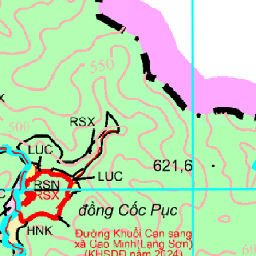 550
RSX
500
LUC
621,6
LUC
RSN
RSX
đồng Cốc Pục
HNK
Đường Khuổi Cạn sang
xã Cao Minh(Lạng Sơn)
(KHSDĐ năm 2024)